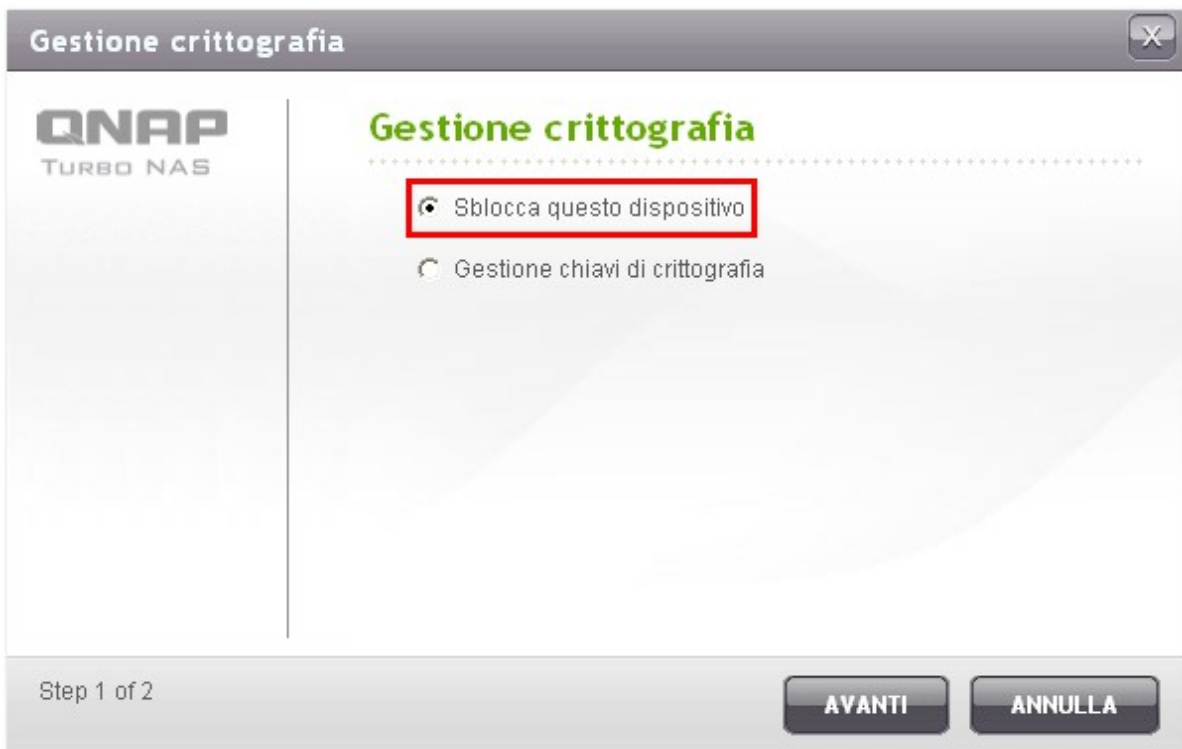 Gestione crittografia
X
QNAP
TURBO NAS
Gestione crittografia
Sblocca questo dispositivo
Gestione chiavi di crittografia
Step 1 of 2
AVANTI
ANNULLA